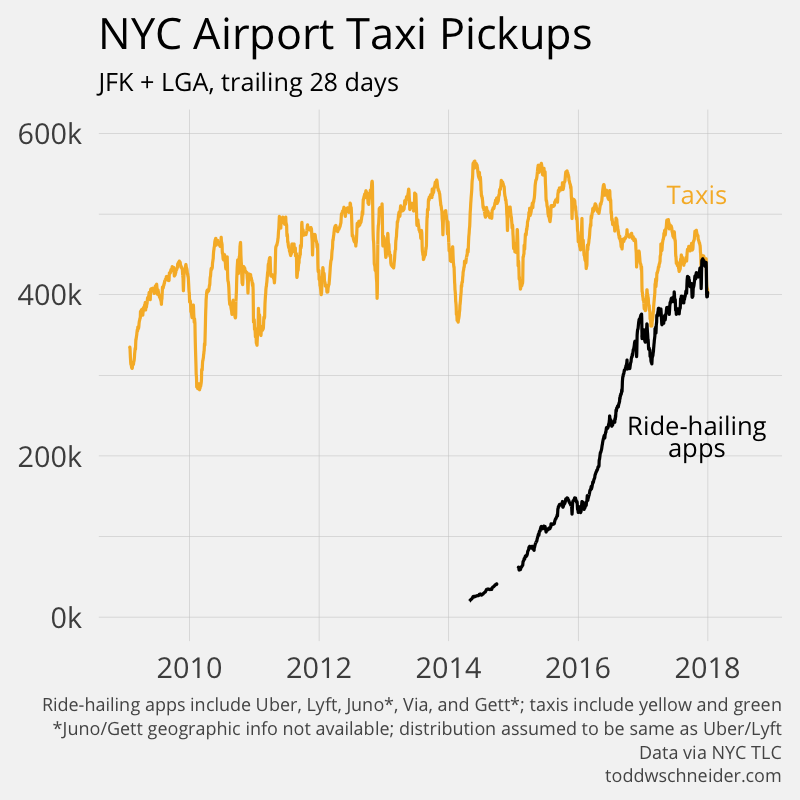 NYC Airport Taxi Pickups
JFK + LGA, trailing 28 days
600k
Taxis
400k
Ride-hailing
apps
200k
0k
2010 2012 2014 2016 2018
Ride-hailing apps include Uber, Lyft, Juno*, Via, and Gett*; taxis include yellow and green
*Juno/Gett geographic info not available; distribution assumed to be same as Uber/Lyft
Data via NYC TLC
toddwschneider.com